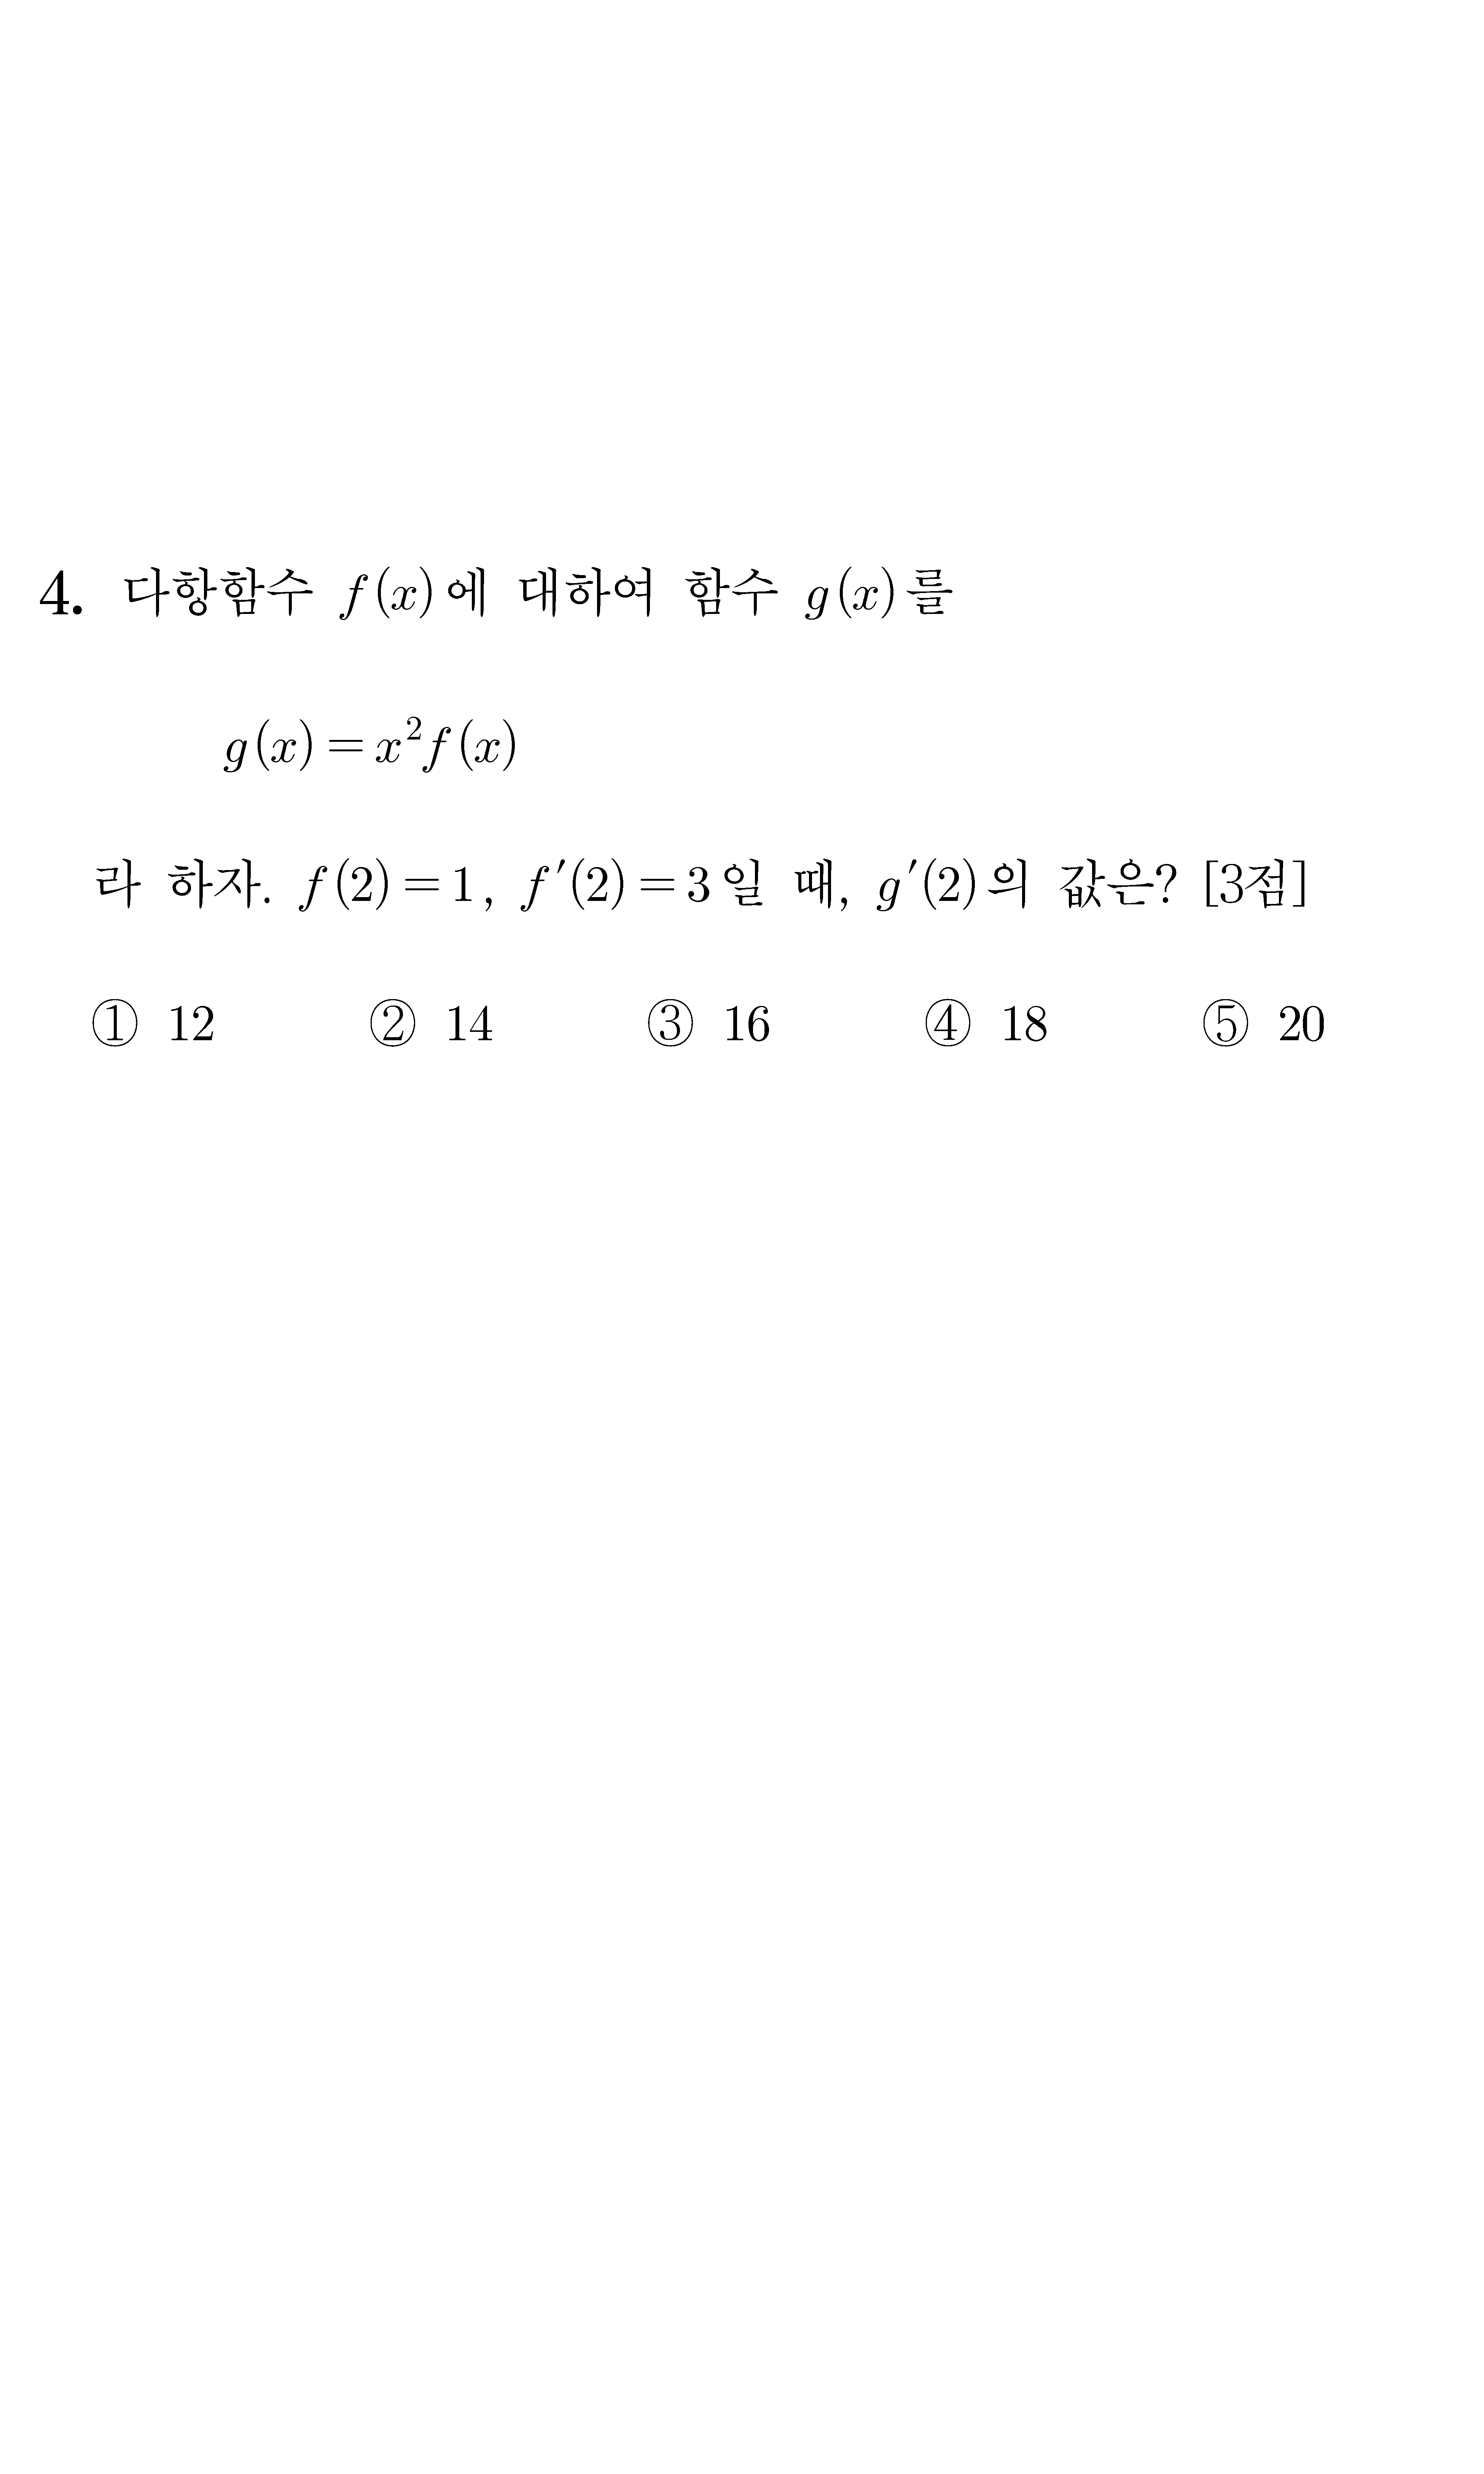 4. 다항함수 f(x)에 대하여 함수 g(x)를
g(x)=x²f(x)
라 하자. f(2)=1, f′(2)=3일 때, g′(2)의 값은? [3점]
① 12 ② 14 ③ 16 ④ 18 ⑤ 20